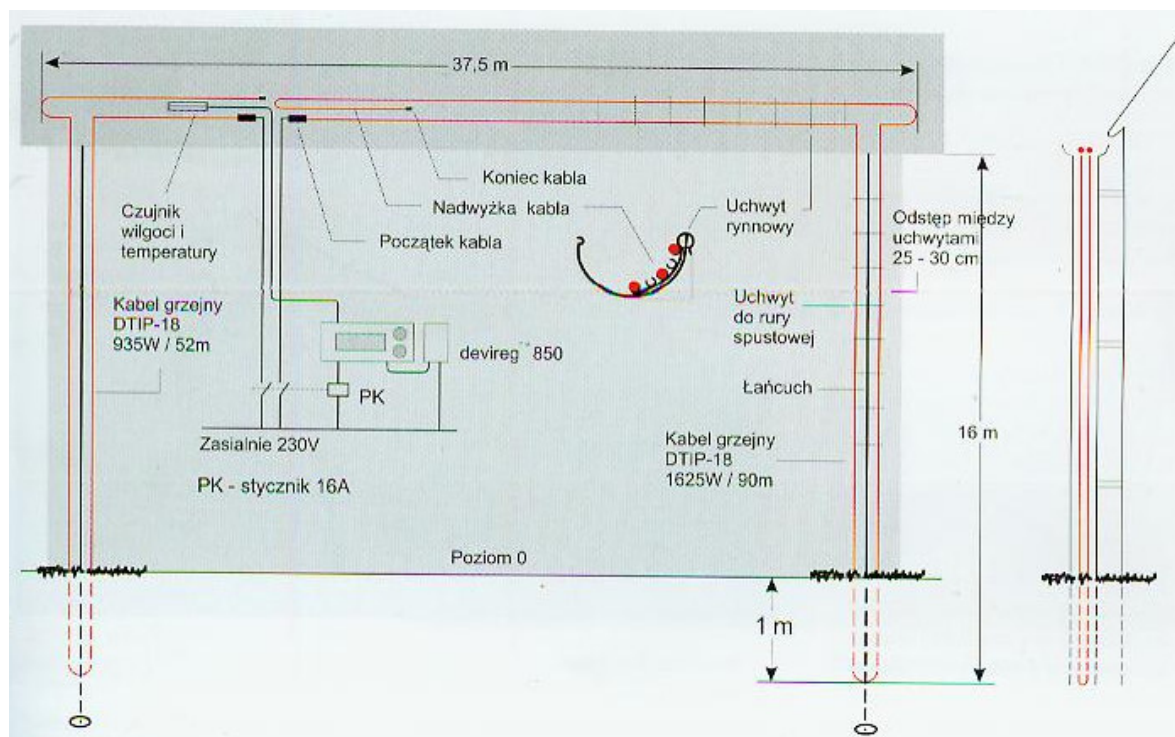 37,5 m
Koniec kabla
Nadwyżka kabla
Początek kabla
Czujnik
wilgoci i
temperatury
Uchwyt
rynnowy
Odstęp między
uchwytami
25 - 30 cm
Kabel grzejny
DTIP-18
935W / 52m
devireg™ 850
PK
Uchwyt
do rury
spustowej
Łańcuch
16 m
Zasialnie 230V
PK - stycznik 16A
Kabel grzejny
DTIP-18
1625W / 90m
Poziom 0
1 m